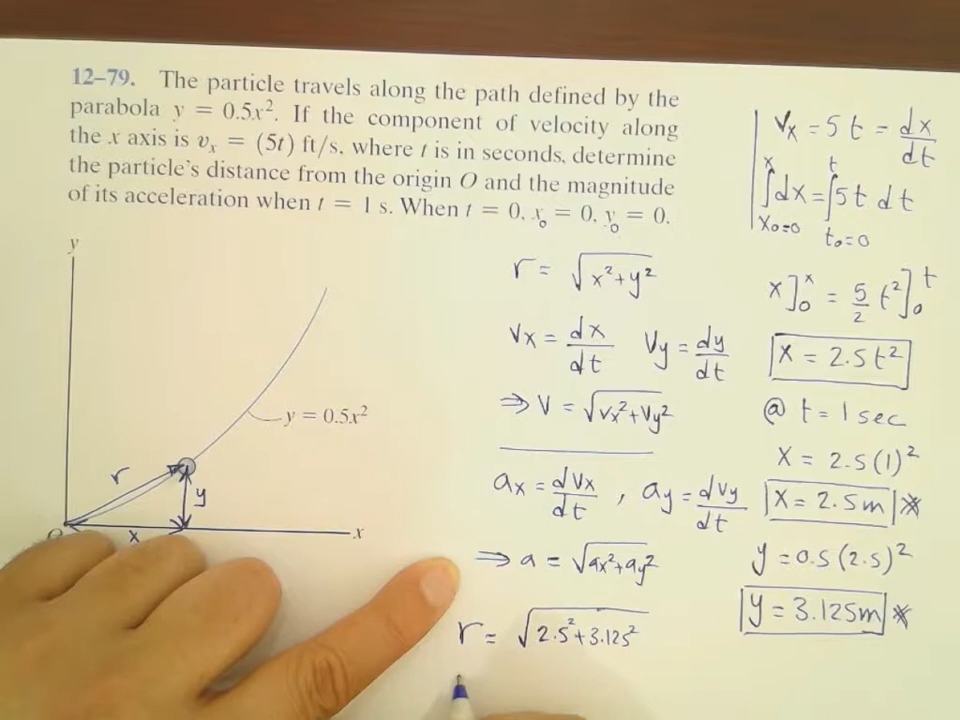 12–79. The particle travels along the path defined by the
parabola y = 0.5x². If the component of velocity along
the x axis is vₓ = (5t) ft/s, where t is in seconds, determine
the particle's distance from the origin O and the magnitude
of its acceleration when t = 1 s. When t = 0, x₀ = 0, y₀ = 0.
y
y = 0.5x²
r
y
x
x
O
r = √(x²+y²)
Vx = dx/dt Vy = dy/dt
⇒ V = √(Vx²+Vy²)
ax = dVx/dt , ay = dVy/dt
⇒ a = √(ax²+ay²)
r = √(2.5²+3.125²)
Vx = 5t = dx/dt
∫dx = ∫5t dt
x t
x₀=0 t₀=0
x]₀ˣ = 5/2 t²]₀ᵗ
x = 2.5t²
@ t = 1 sec
x = 2.5(1)²
x = 2.5m
y = 0.5(2.5)²
y = 3.125m